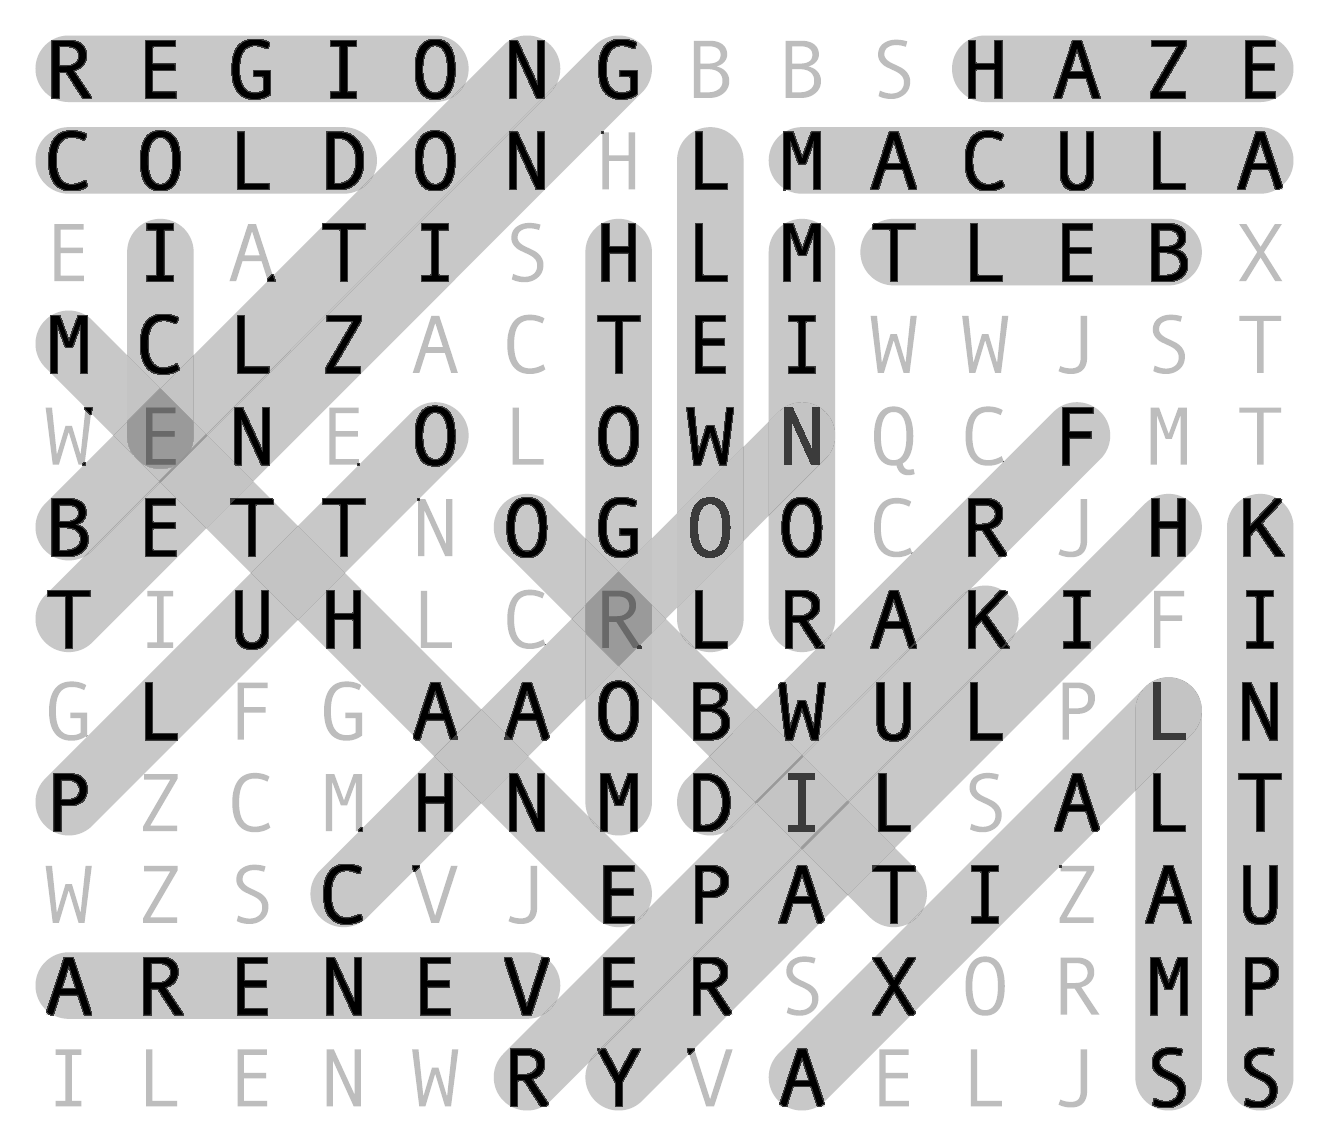 R E G I O N G B B S H A Z E
C O L D O N H L M A C U L A
E I A T I S H L M T L E B X
M C L Z A C T E I W W J S T
W E N E O L O W N Q C F M T
B E T T N O G O O C R J H K
T I U H L C R L R A K I F I
G L F G A A O B W U L P L N
P Z C M H N M D I L S A L T
W Z S C V J E P A T I Z A U
A R E N E V E R S X O R M P
I L E N W R Y V A E L J S S